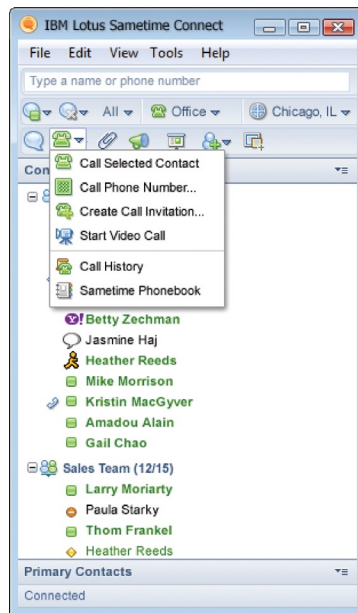 IBM Lotus Sametime Connect
File Edit View Tools Help
Type a name or phone number
All Office Chicago, IL
Call Selected Contact
Con
Call Phone Number...
Create Call Invitation...
Start Video Call
Call History
Sametime Phonebook
Betty Zechman
Jasmine Haj
Heather Reeds
Mike Morrison
Kristin MacGyver
Amadou Alain
Gail Chao
Sales Team (12/15)
Larry Moriarty
Paula Starky
Thom Frankel
Heather Reeds
Primary Contacts
Connected